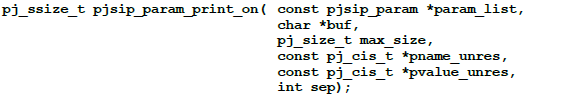 pj_ssize_t pjsip_param_print_on( const pjsip_param *param_list,
char *buf,
pj_size_t max_size,
const pj_cis_t *pname_unres,
const pj_cis_t *pvalue_unres,
int sep);